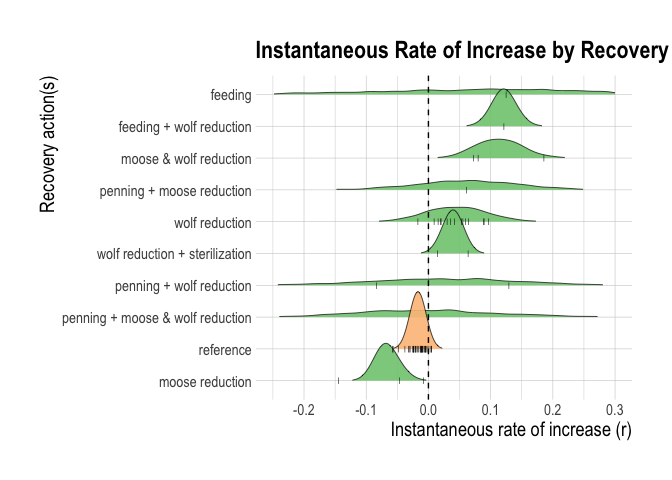 Instantaneous Rate of Increase by Recovery
Recovery action(s)
feeding
feeding + wolf reduction
moose & wolf reduction
penning + moose reduction
wolf reduction
wolf reduction + sterilization
penning + wolf reduction
penning + moose & wolf reduction
reference
moose reduction
-0.2 -0.1 0.0 0.1 0.2 0.3
Instantaneous rate of increase (r)